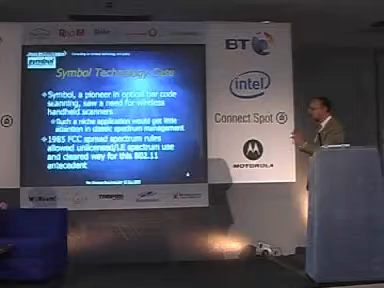 symbol
Symbol Technology Case
Symbol, a pioneer in optical bar code
scanning, saw a need for wireless
handheld scanners
Such a niche application would get little
attention in classic spectrum management
1985 FCC spread spectrum rules
allowed unlicensed/LE spectrum use
and cleared way for this 802.11
antecedent
BT
intel
Connect Spot
MOTOROLA